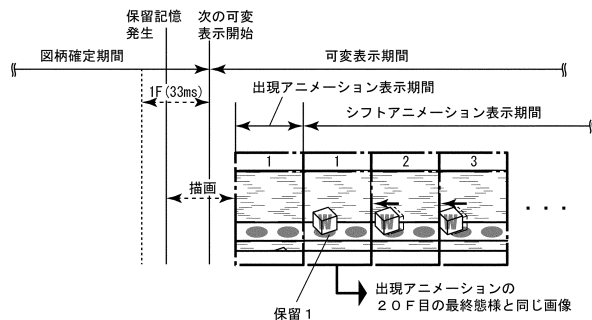 保留記憶
発生
次の可変
表示開始
図柄確定期間
可変表示期間
1F(33ms)
出現アニメーション表示期間
シフトアニメーション表示期間
1
1
2
3
描画
W
W
W
・・・
保留1
出現アニメーションの
20F目の最終態様と同じ画像